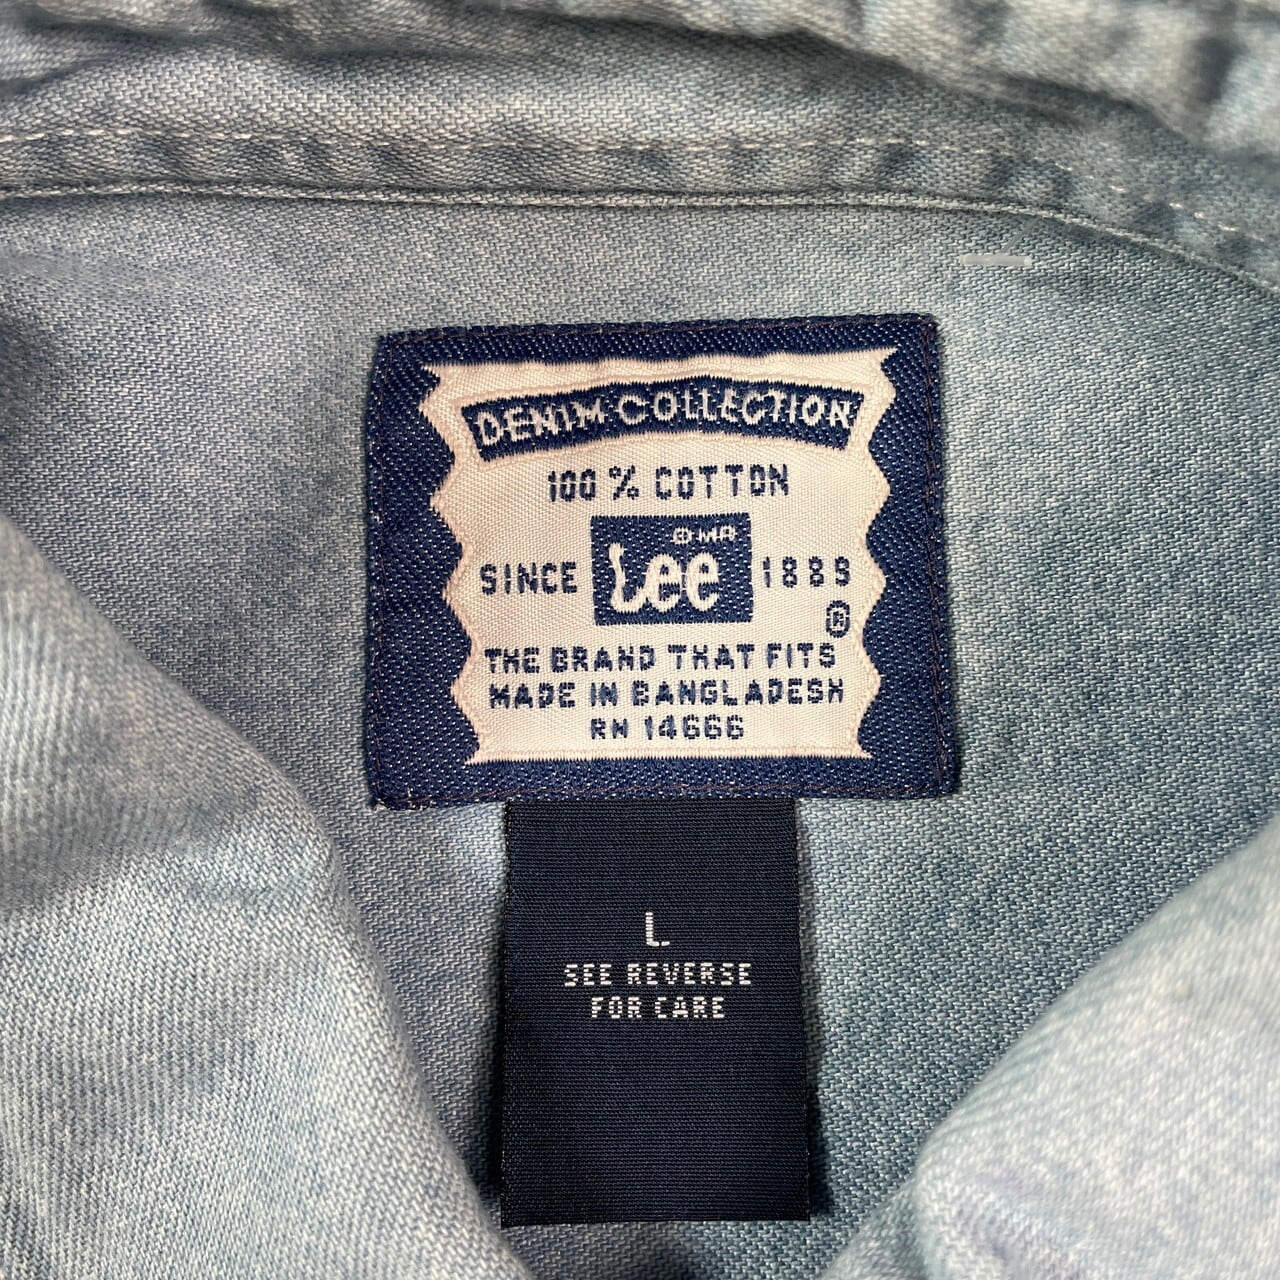 DENIM COLLECTION
100 % COTTON
SINCE Lee ® MR 1889
®
THE BRAND THAT FITS
MADE IN BANGLADESH
RN 14666
L
SEE REVERSE
FOR CARE